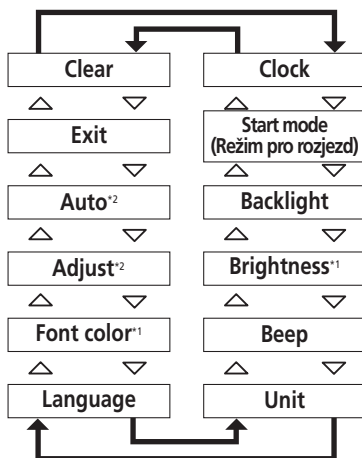 Clear
Exit
Auto*2
Adjust*2
Font color*1
Language
Clock
Start mode
(Režim pro rozjezd)
Backlight
Brightness*1
Beep
Unit